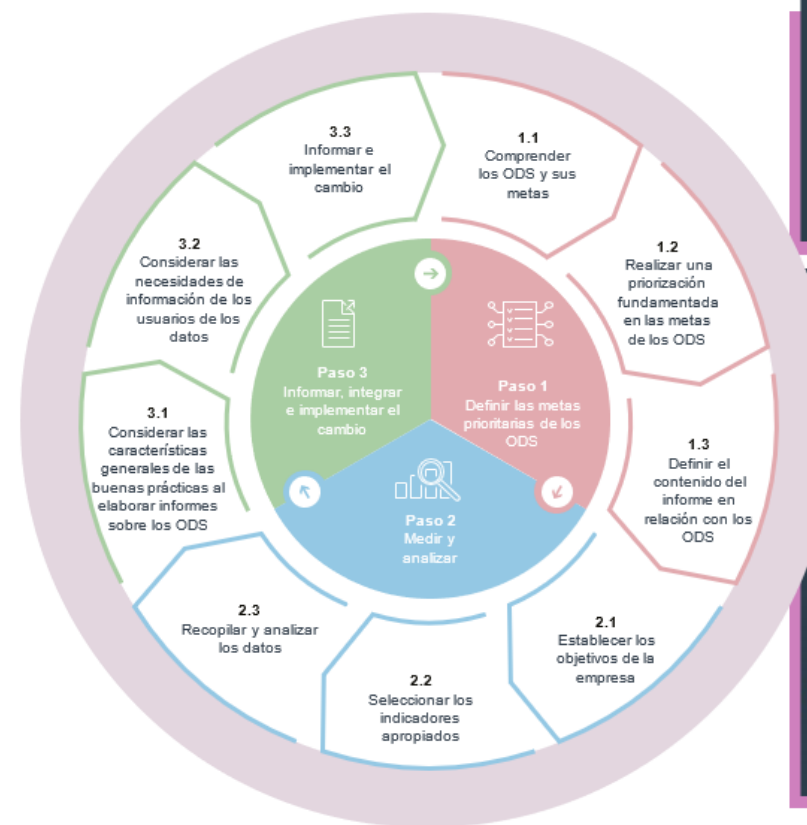 1.1
Comprender
los ODS y sus
metas
1.2
Realizar una
priorización
fundamentada
en las metas
de los ODS
1.3
Definir el
contenido del
informe en
relación con los
ODS
2.1
Establecer los
objetivos de la
empresa
2.2
Seleccionar los
indicadores
apropiados
2.3
Recopilar y analizar
los datos
3.1
Considerar las
características
generales de las
buenas prácticas al
elaborar informes
sobre los ODS
3.2
Considerar las
necesidades de
información de los
usuarios de los
datos
3.3
Informar e
implementar el
cambio
Paso 1
Definir las metas
prioritarias de los
ODS
Paso 2
Medir y
analizar
Paso 3
Informar, integrar
e implementar el
cambio